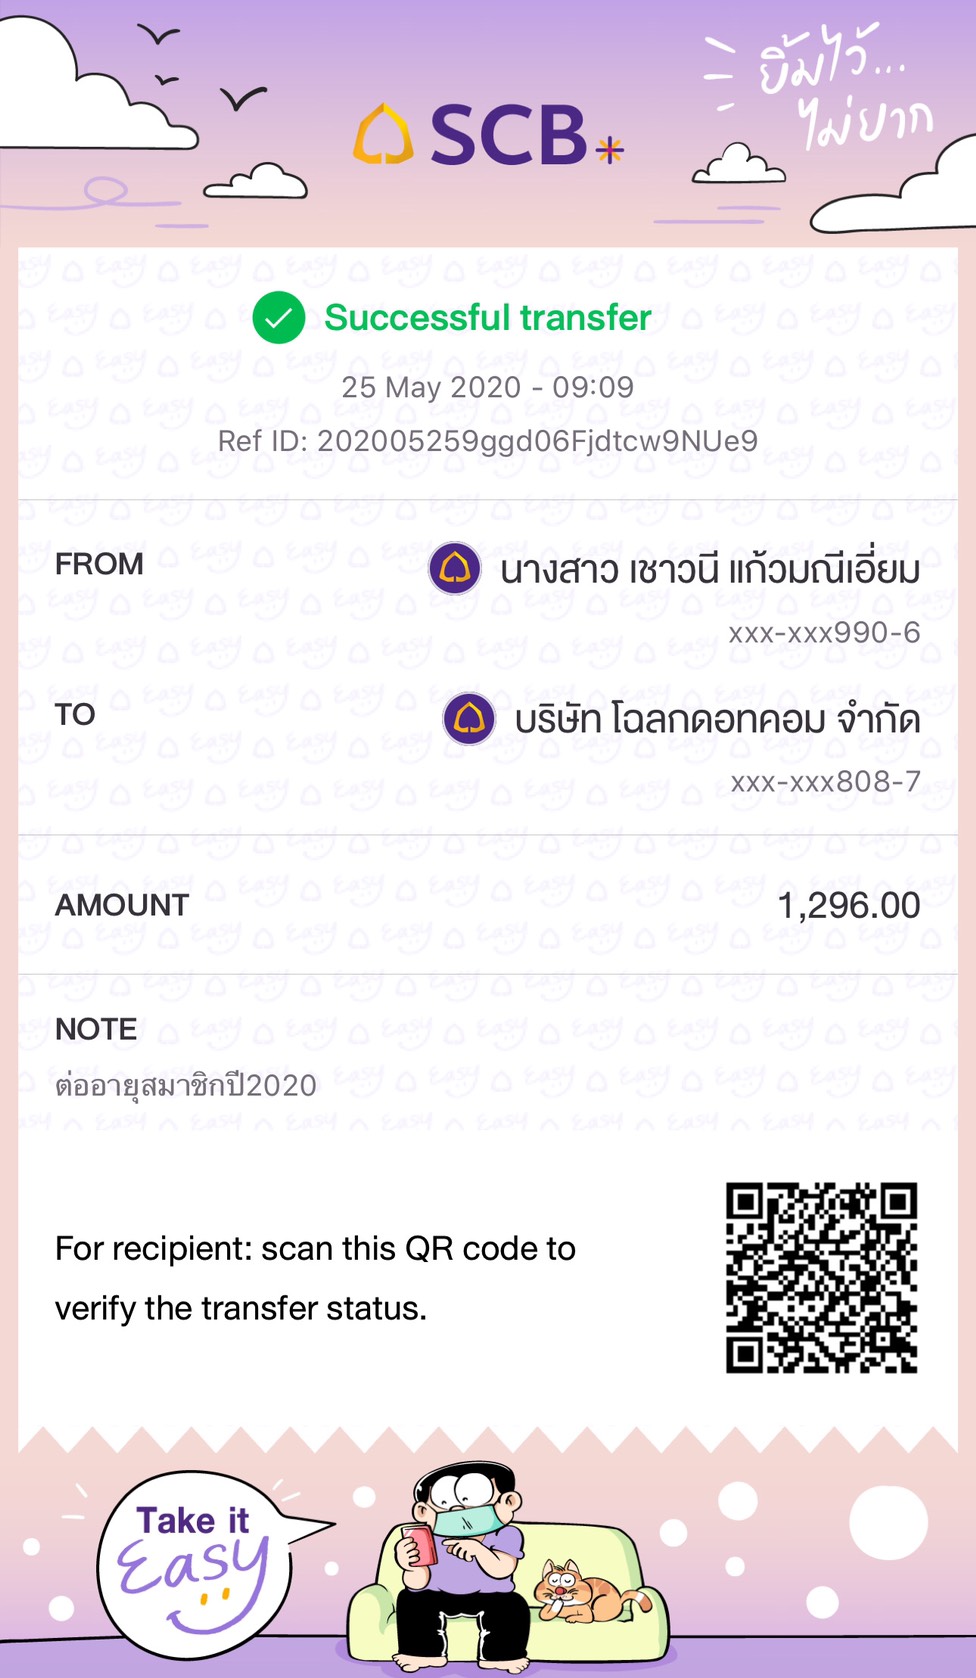 ยิ้มไว้...
ไม่ยาก
SCB
Successful transfer
25 May 2020 - 09:09
Ref ID: 202005259ggd06Fjdtcw9NUe9
FROM
นางสาว เชาวนี แก้วมณีเอี่ยม
xxx-xxx990-6
TO
บริษัท โฉลกดอทคอม จำกัด
xxx-xxx808-7
AMOUNT
1,296.00
NOTE
ต่ออายุสมาชิกปี2020
For recipient: scan this QR code to
verify the transfer status.
Take it
Easy